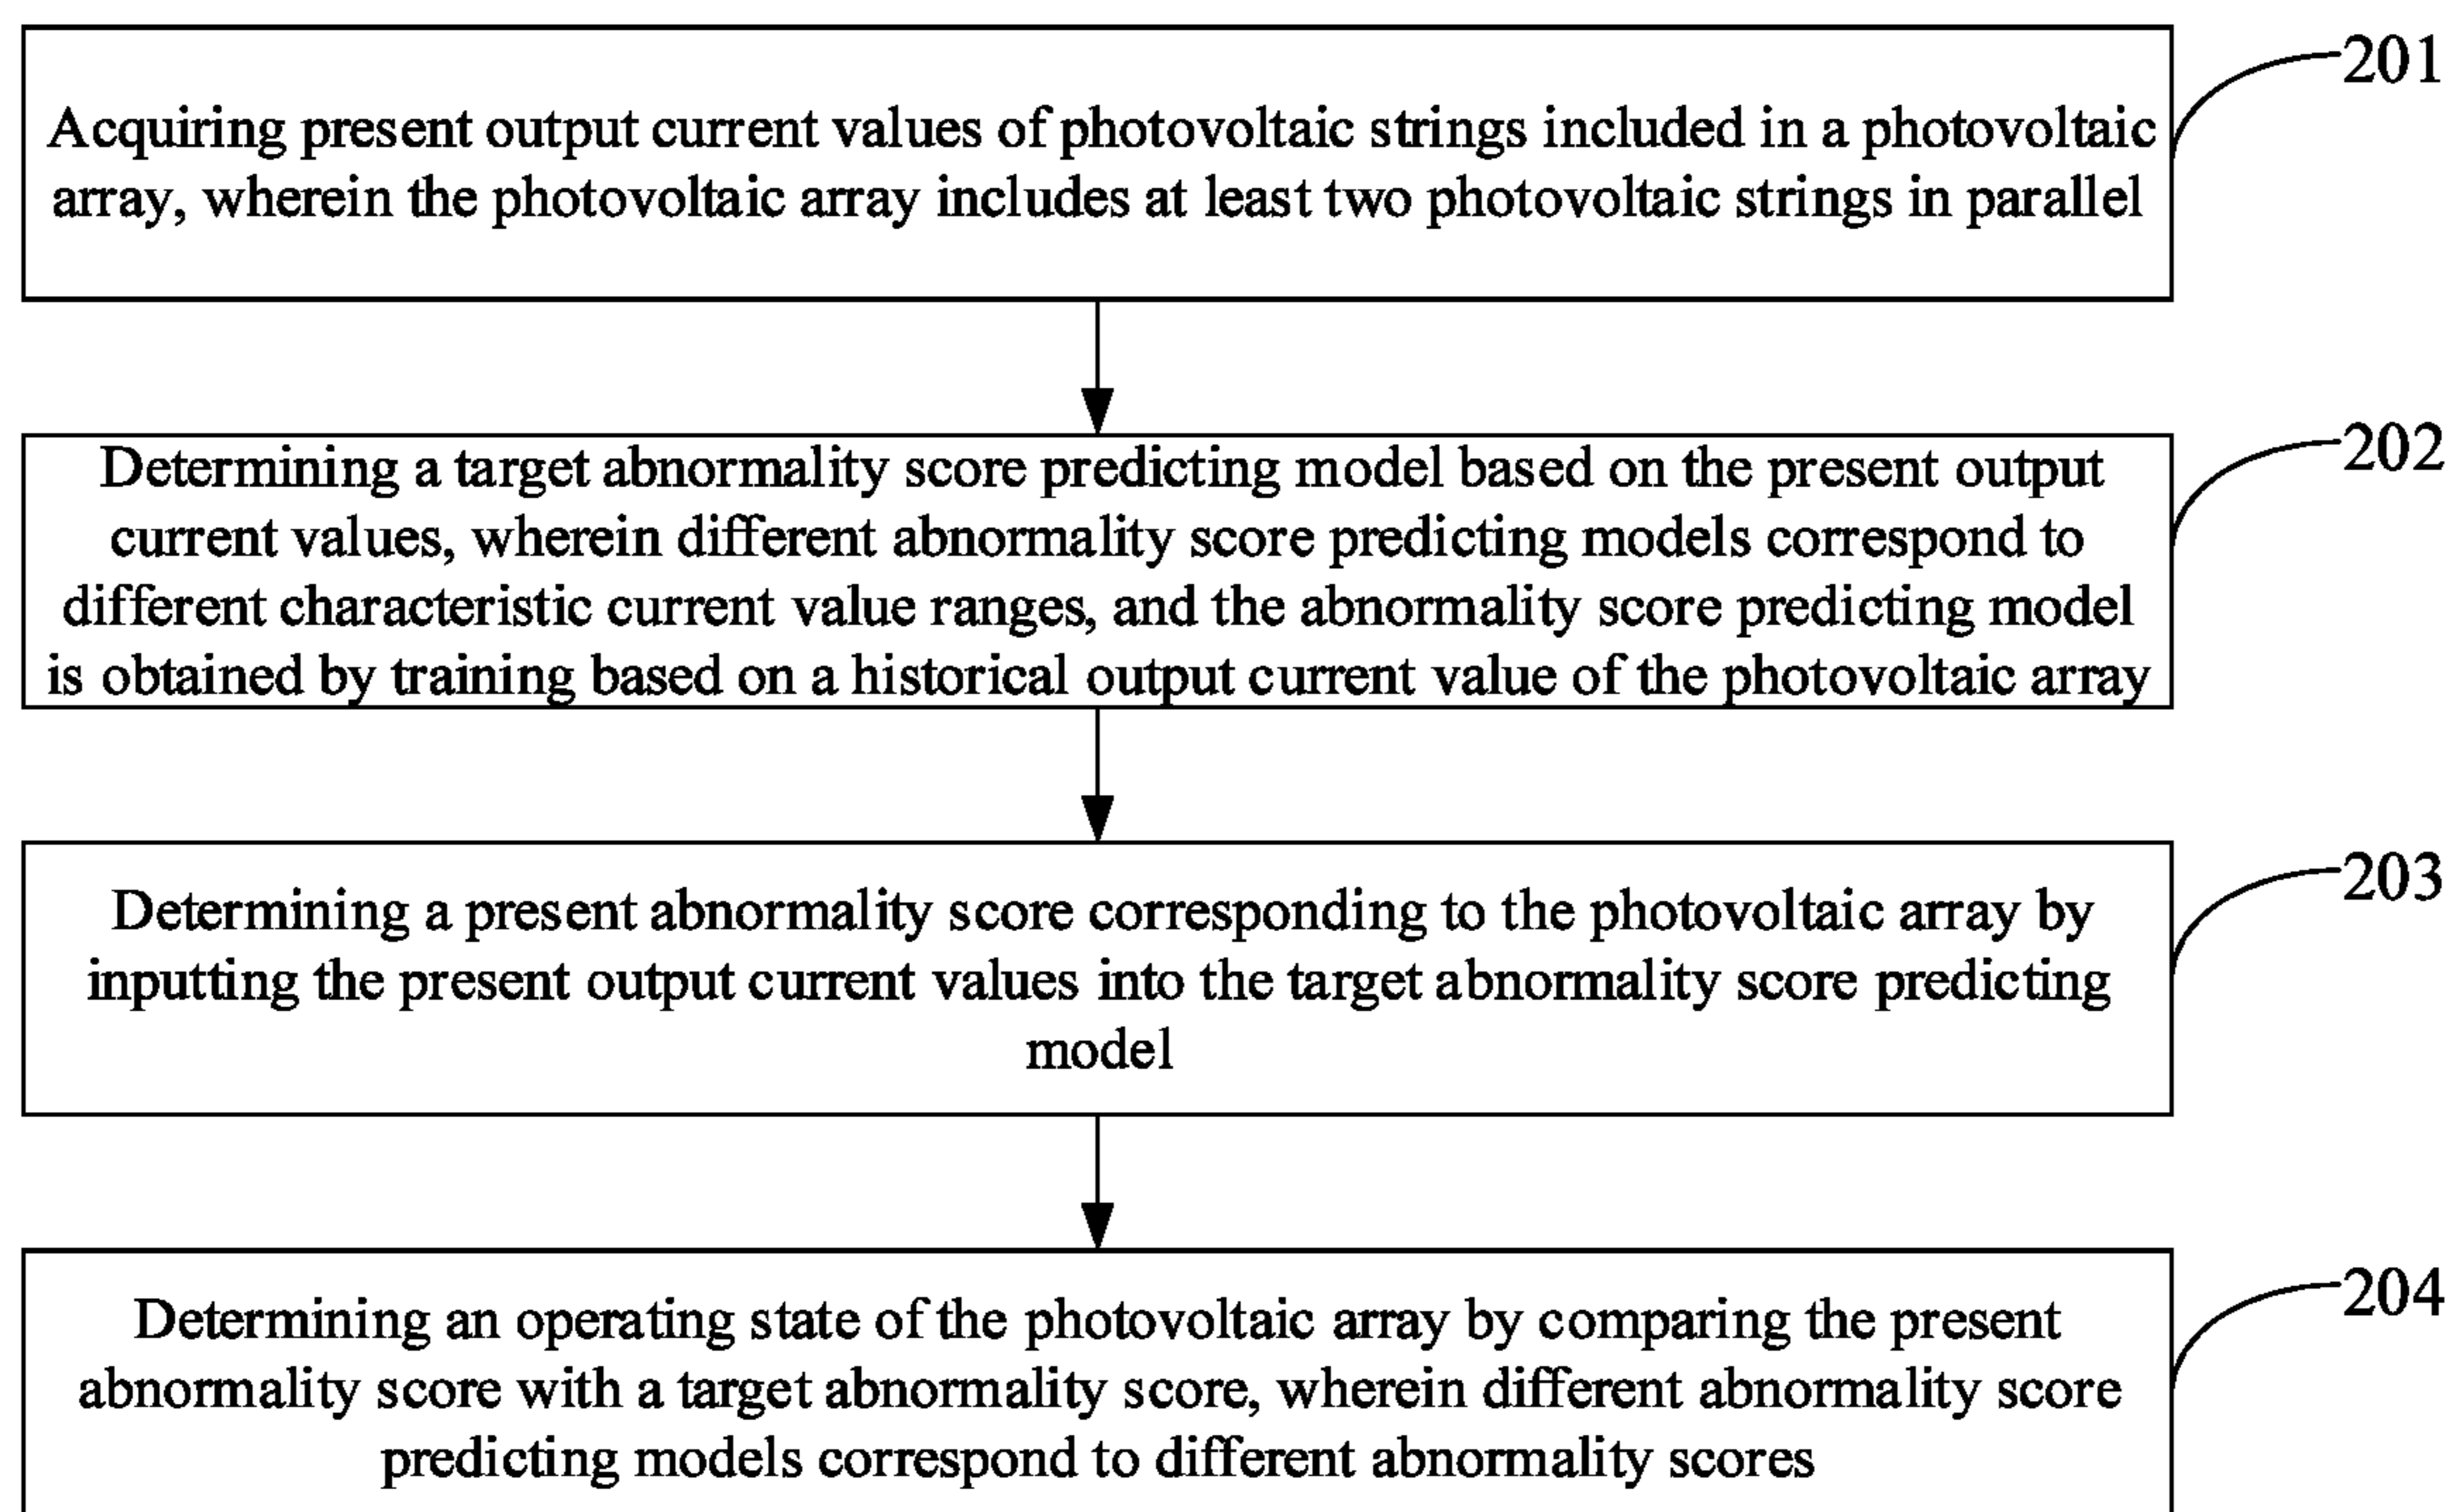 201
Acquiring present output current values of photovoltaic strings included in a photovoltaic
array, wherein the photovoltaic array includes at least two photovoltaic strings in parallel
202
Determining a target abnormality score predicting model based on the present output
current values, wherein different abnormality score predicting models correspond to
different characteristic current value ranges, and the abnormality score predicting model
is obtained by training based on a historical output current value of the photovoltaic array
203
Determining a present abnormality score corresponding to the photovoltaic array by
inputting the present output current values into the target abnormality score predicting
model
204
Determining an operating state of the photovoltaic array by comparing the present
abnormality score with a target abnormality score, wherein different abnormality score
predicting models correspond to different abnormality scores